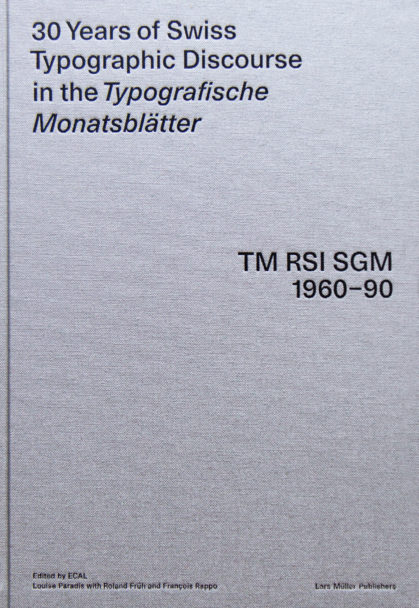 30 Years of Swiss
Typographic Discourse
in the Typografische
Monatsblätter
TM RSI SGM
1960–90
Edited by ECAL
Louise Paradis with Roland Früh and François Rappo
Lars Müller Publishers